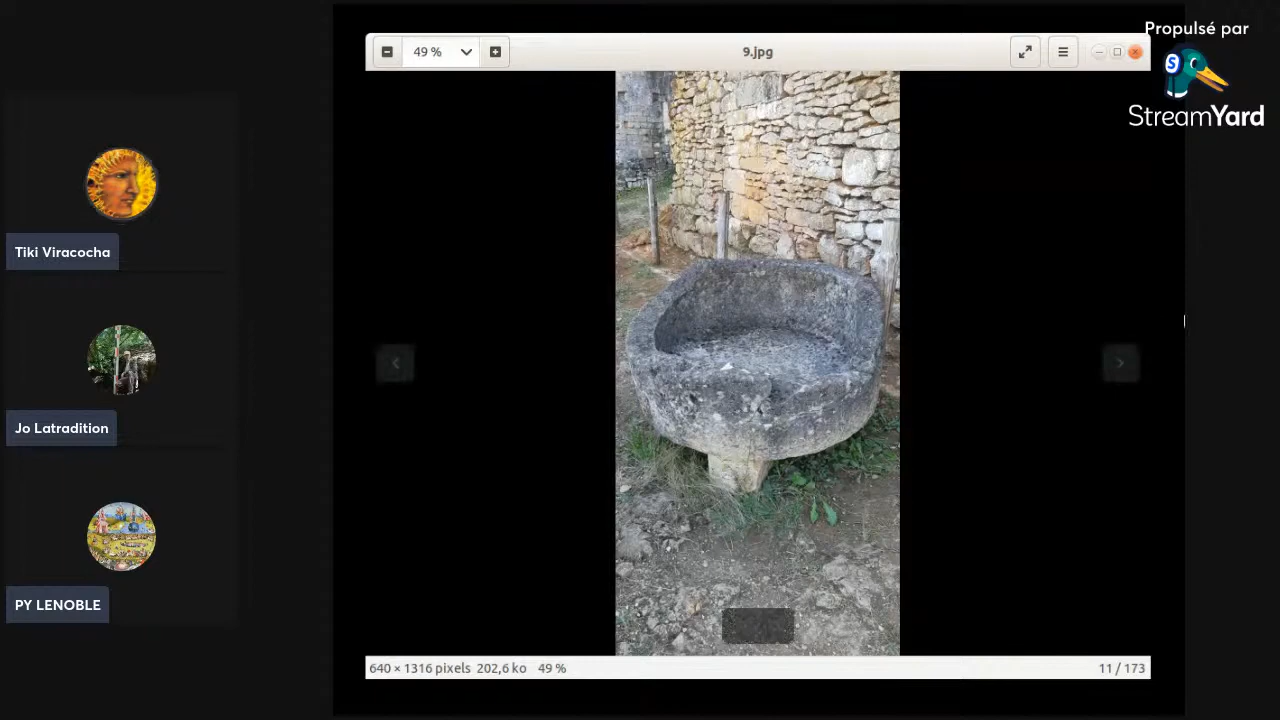 49 %
9.jpg
Propulsé par
S
StreamYard
Tiki Viracocha
Jo Latradition
PY LENOBLE
640 × 1316 pixels 202,6 ko 49 %
11 / 173